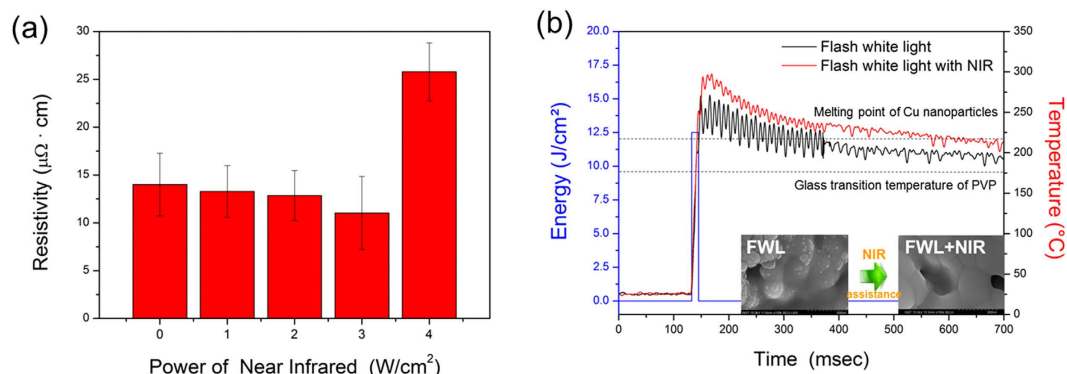 (a)
30
25
20
15
10
5
0
Resistivity (μΩ · cm)
0 1 2 3 4
Power of Near Infrared (W/cm²)
(b)
20.0
17.5
15.0
12.5
10.0
7.5
5.0
2.5
0.0
Energy (J/cm²)
Flash white light
Flash white light with NIR
Melting point of Cu nanoparticles
Glass transition temperature of PVP
FWL
NIR
assistance
FWL+NIR
350
300
250
200
150
100
50
0
Temperature (°C)
0 100 200 300 400 500 600 700
Time (msec)